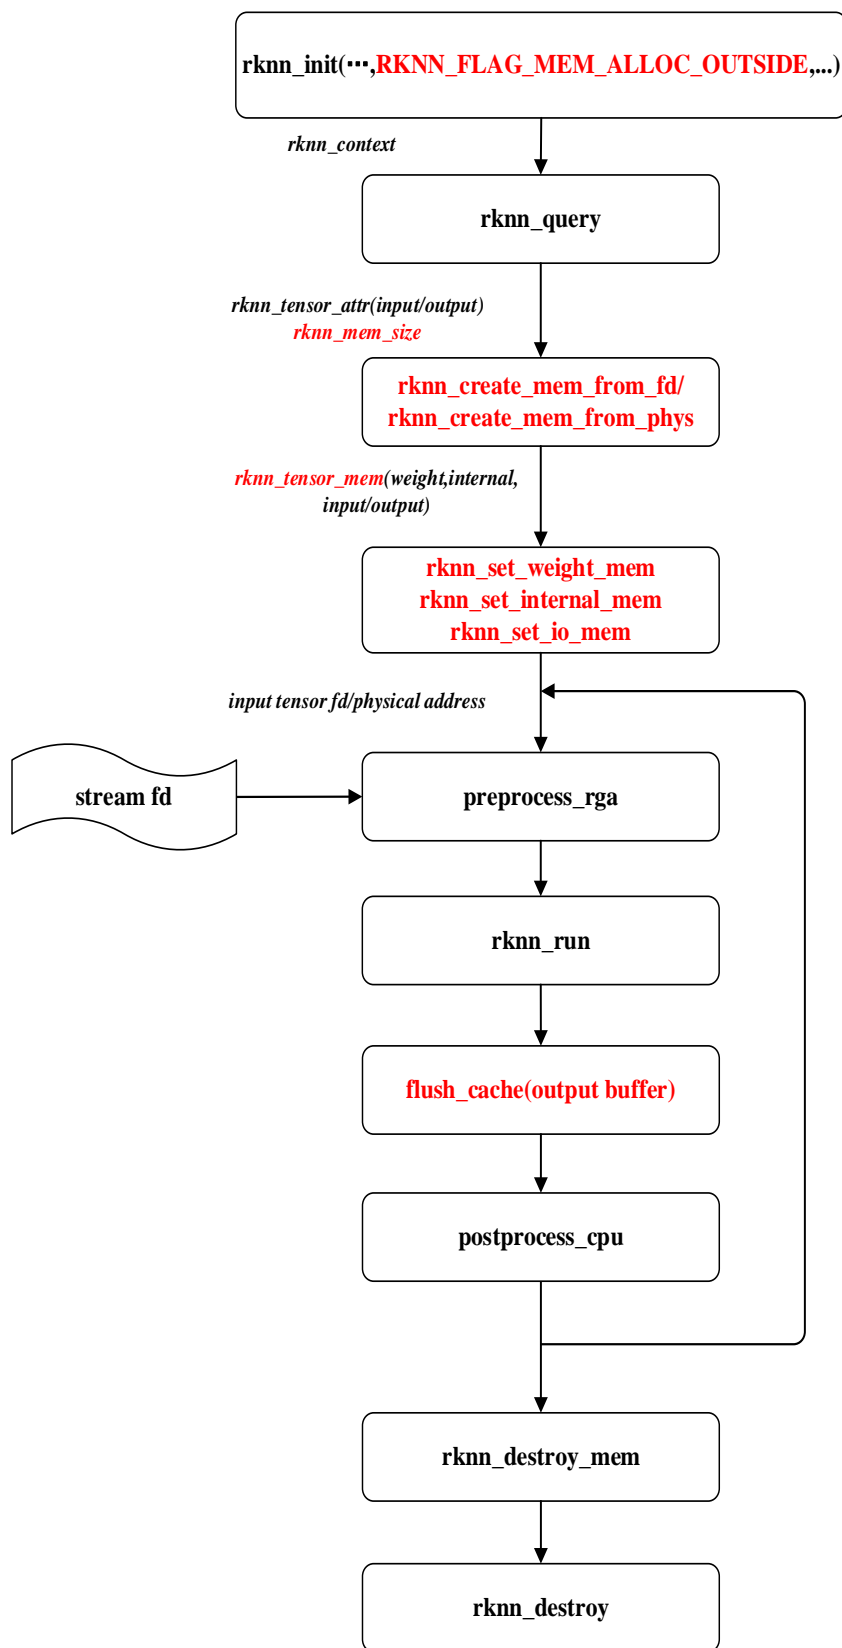 rknn_init(⋯,RKNN_FLAG_MEM_ALLOC_OUTSIDE,...)
rknn_context
rknn_query
rknn_tensor_attr(input/output)
rknn_mem_size
rknn_create_mem_from_fd/
rknn_create_mem_from_phys
rknn_tensor_mem(weight,internal,
input/output)
rknn_set_weight_mem
rknn_set_internal_mem
rknn_set_io_mem
input tensor fd/physical address
stream fd
preprocess_rga
rknn_run
flush_cache(output buffer)
postprocess_cpu
rknn_destroy_mem
rknn_destroy